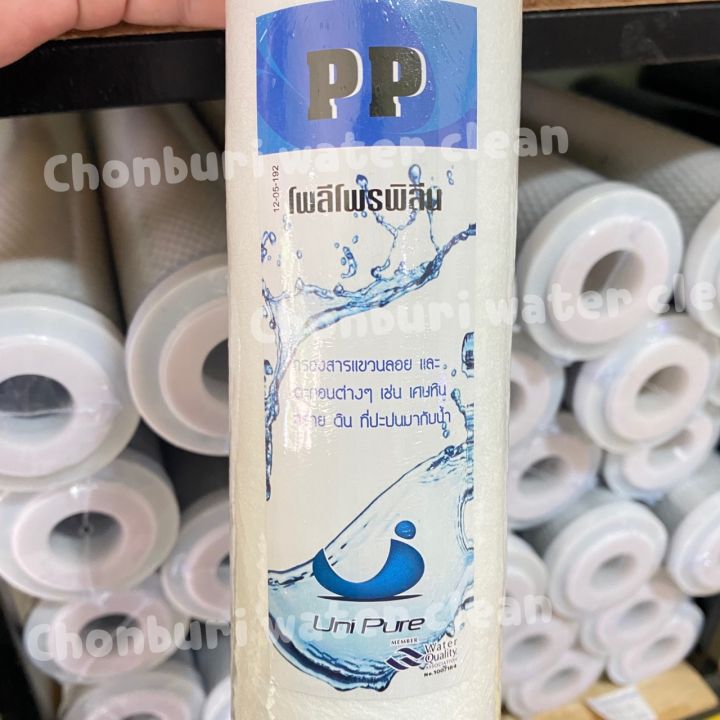 PP
Chonburi water clean
12-05-192
โพลีโพรพิลีน
Chonburi water clean
กรองสารแขวนลอย และ
ตะกอนต่างๆ เช่น เศษหิน
ทราย ดิน ที่ปะปนมากับน้ำ
Uni Pure
Chonburi water clean
MEMBER
Water
Quality
ASSOCIATION
No.1007184